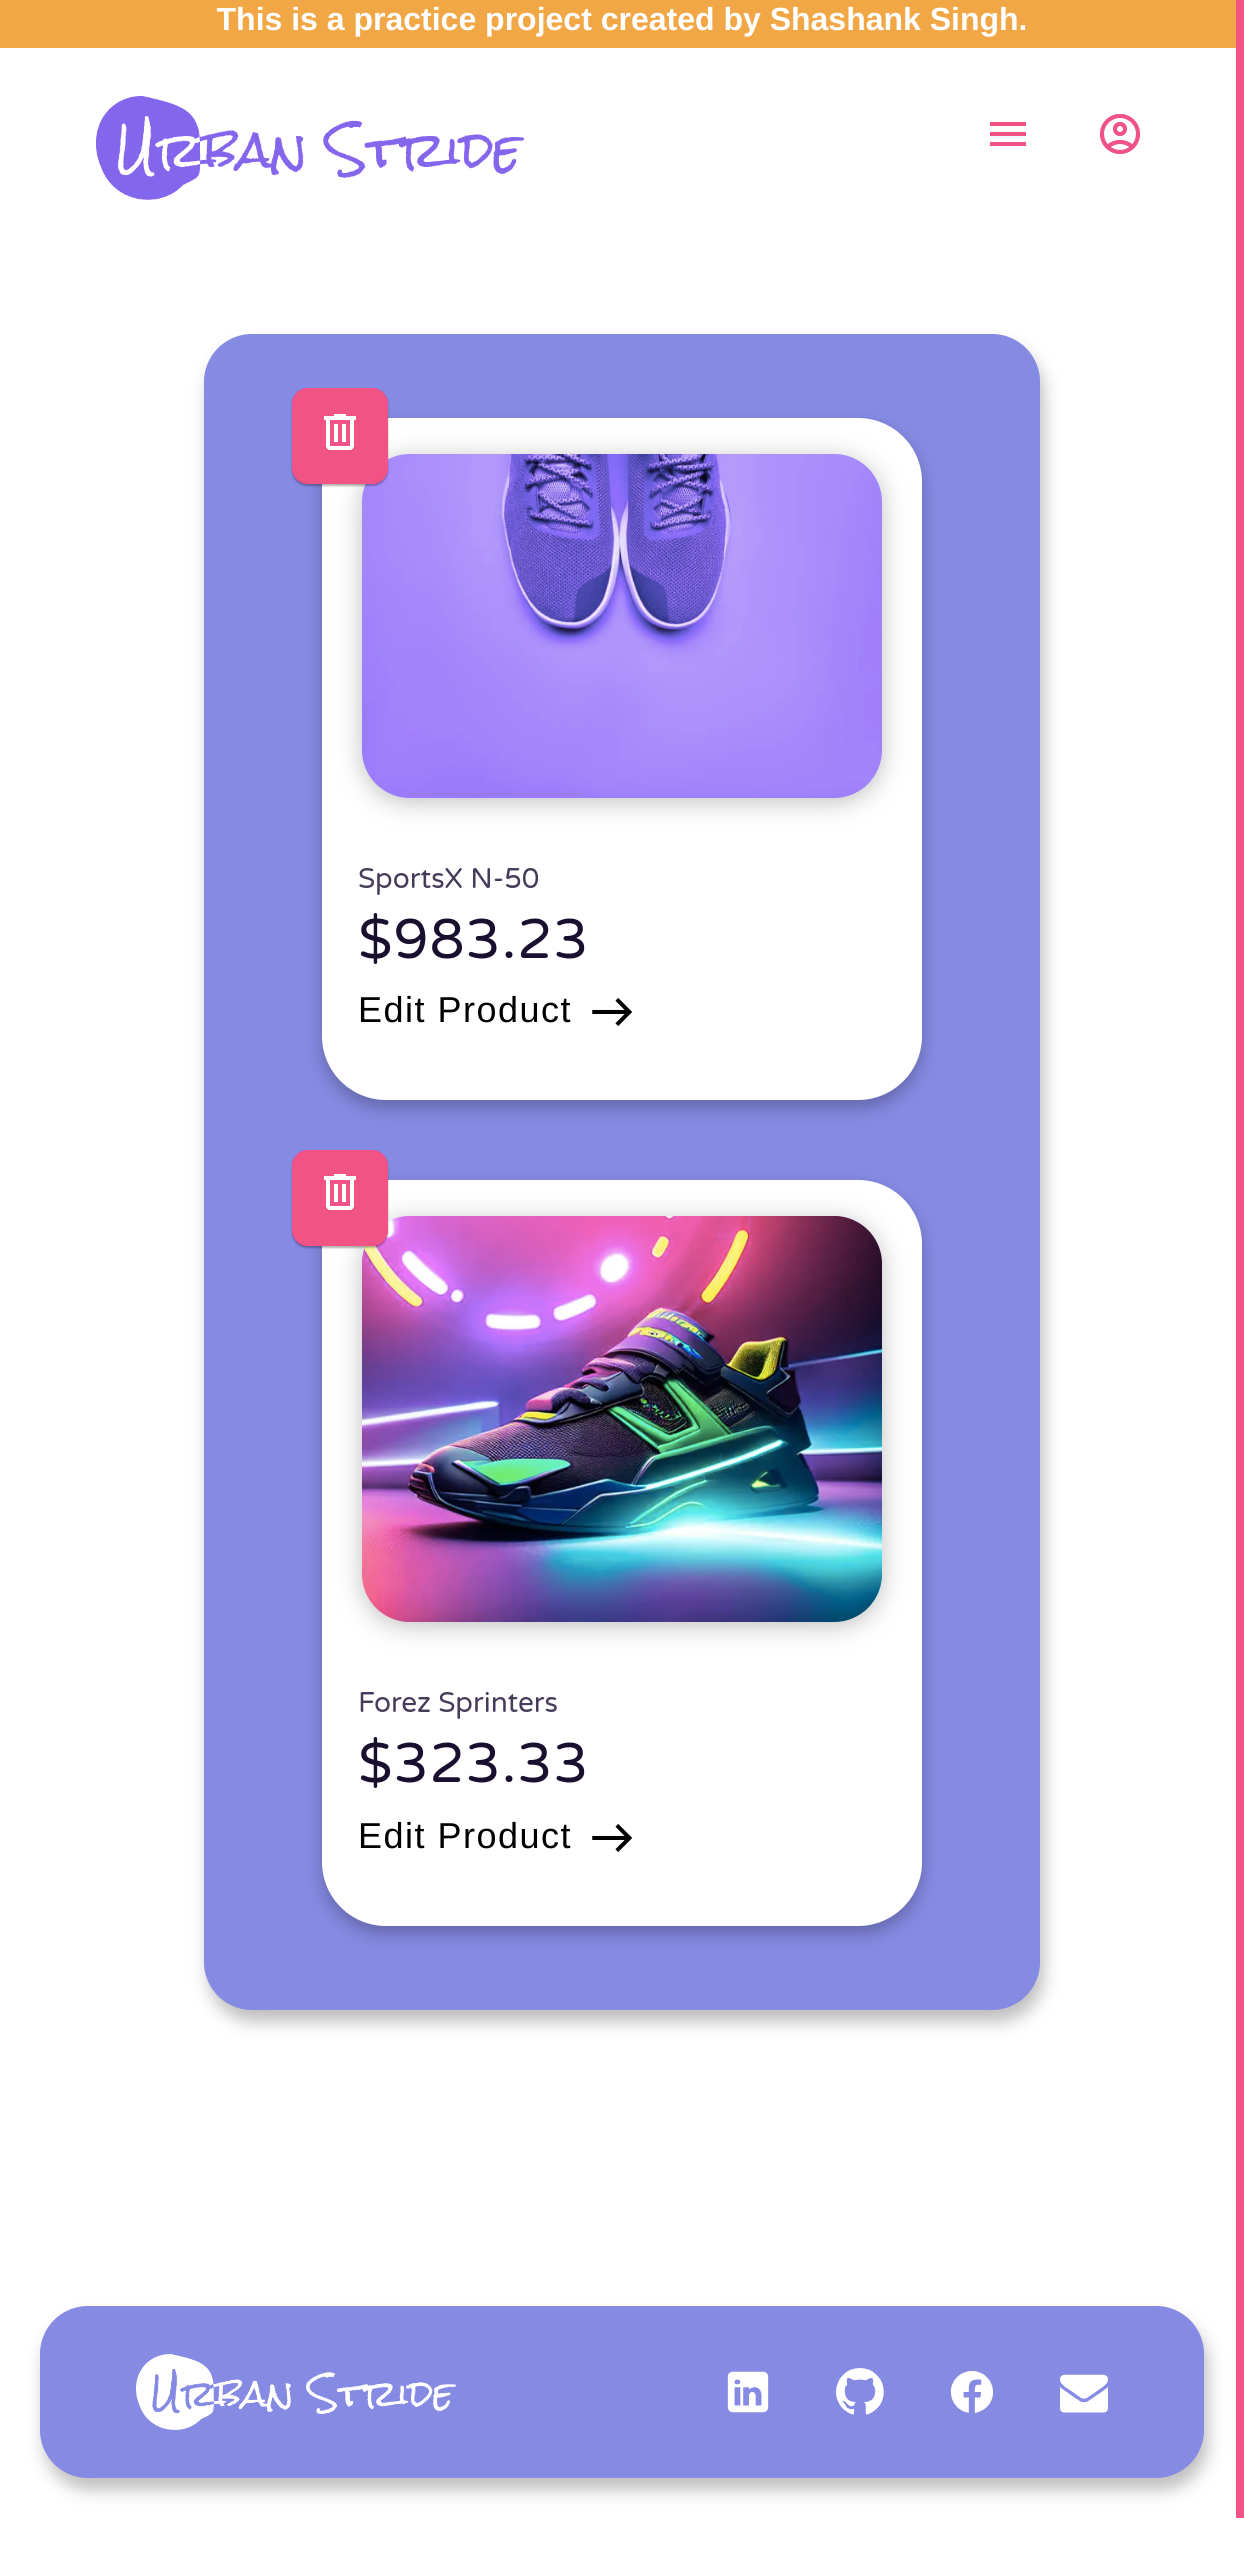 This is a practice project created by Shashank Singh.
Urban Stride
SportsX N-50
$983.23
Edit Product →
Forez Sprinters
$323.33
Edit Product →
Urban Stride
in